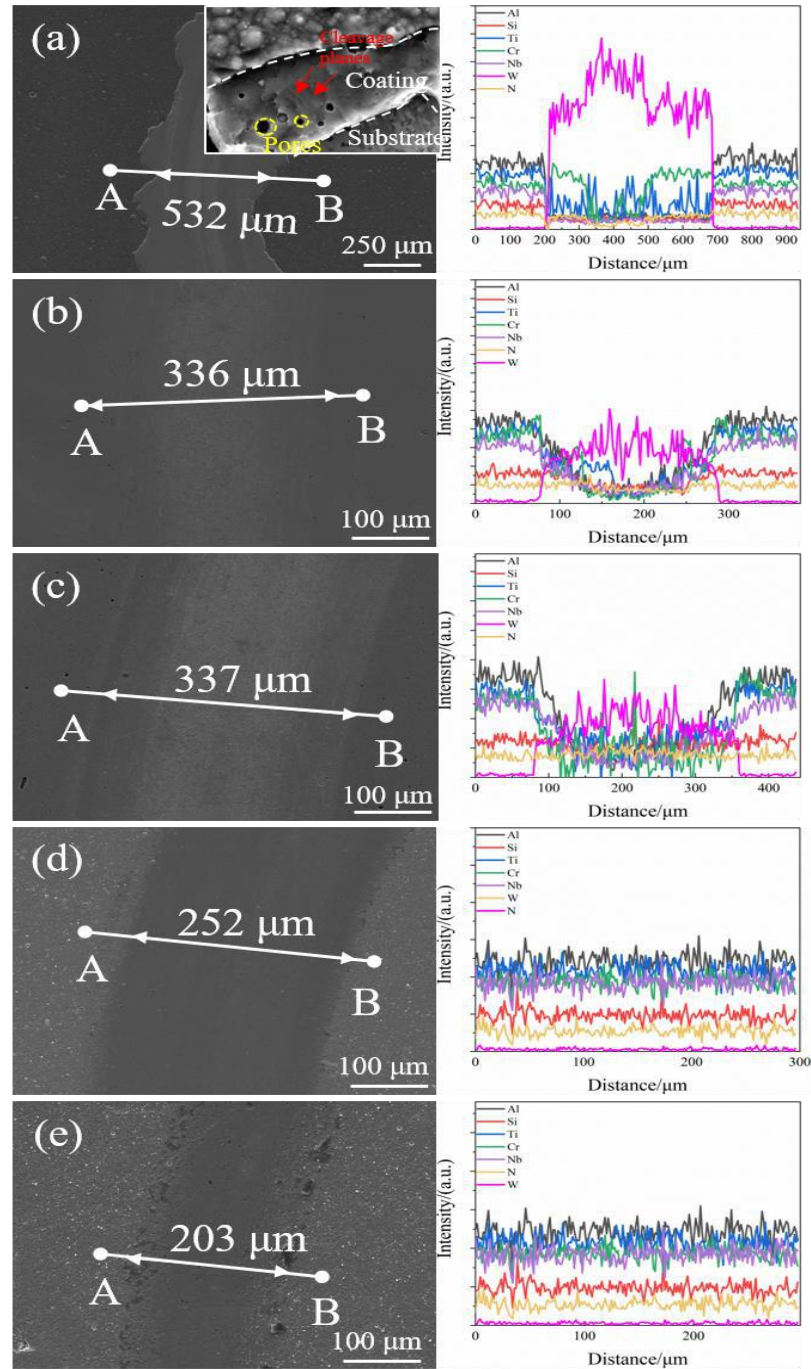 (a)
Cleavage
planes
Coating
Pores
Substrate
A
B
532 μm
250 μm
Al
Si
Ti
Cr
Nb
W
N
Intensity/(a.u.)
0 100 200 300 400 500 600 700 800 900
Distance/μm
(b)
336 μm
A
B
100 μm
Al
Si
Ti
Cr
Nb
N
W
Intensity/(a.u.)
0 100 200 300
Distance/μm
(c)
337 μm
A
B
100 μm
Al
Si
Ti
Cr
Nb
W
N
Intensity/(a.u.)
0 100 200 300 400
Distance/μm
(d)
252 μm
A
B
100 μm
Al
Si
Ti
Cr
Nb
W
N
Intensity/(a.u.)
0 100 200 300
Distance/μm
(e)
203 μm
A
B
100 μm
Al
Si
Ti
Cr
Nb
N
W
Intensity/(a.u.)
0 100 200
Distance/μm